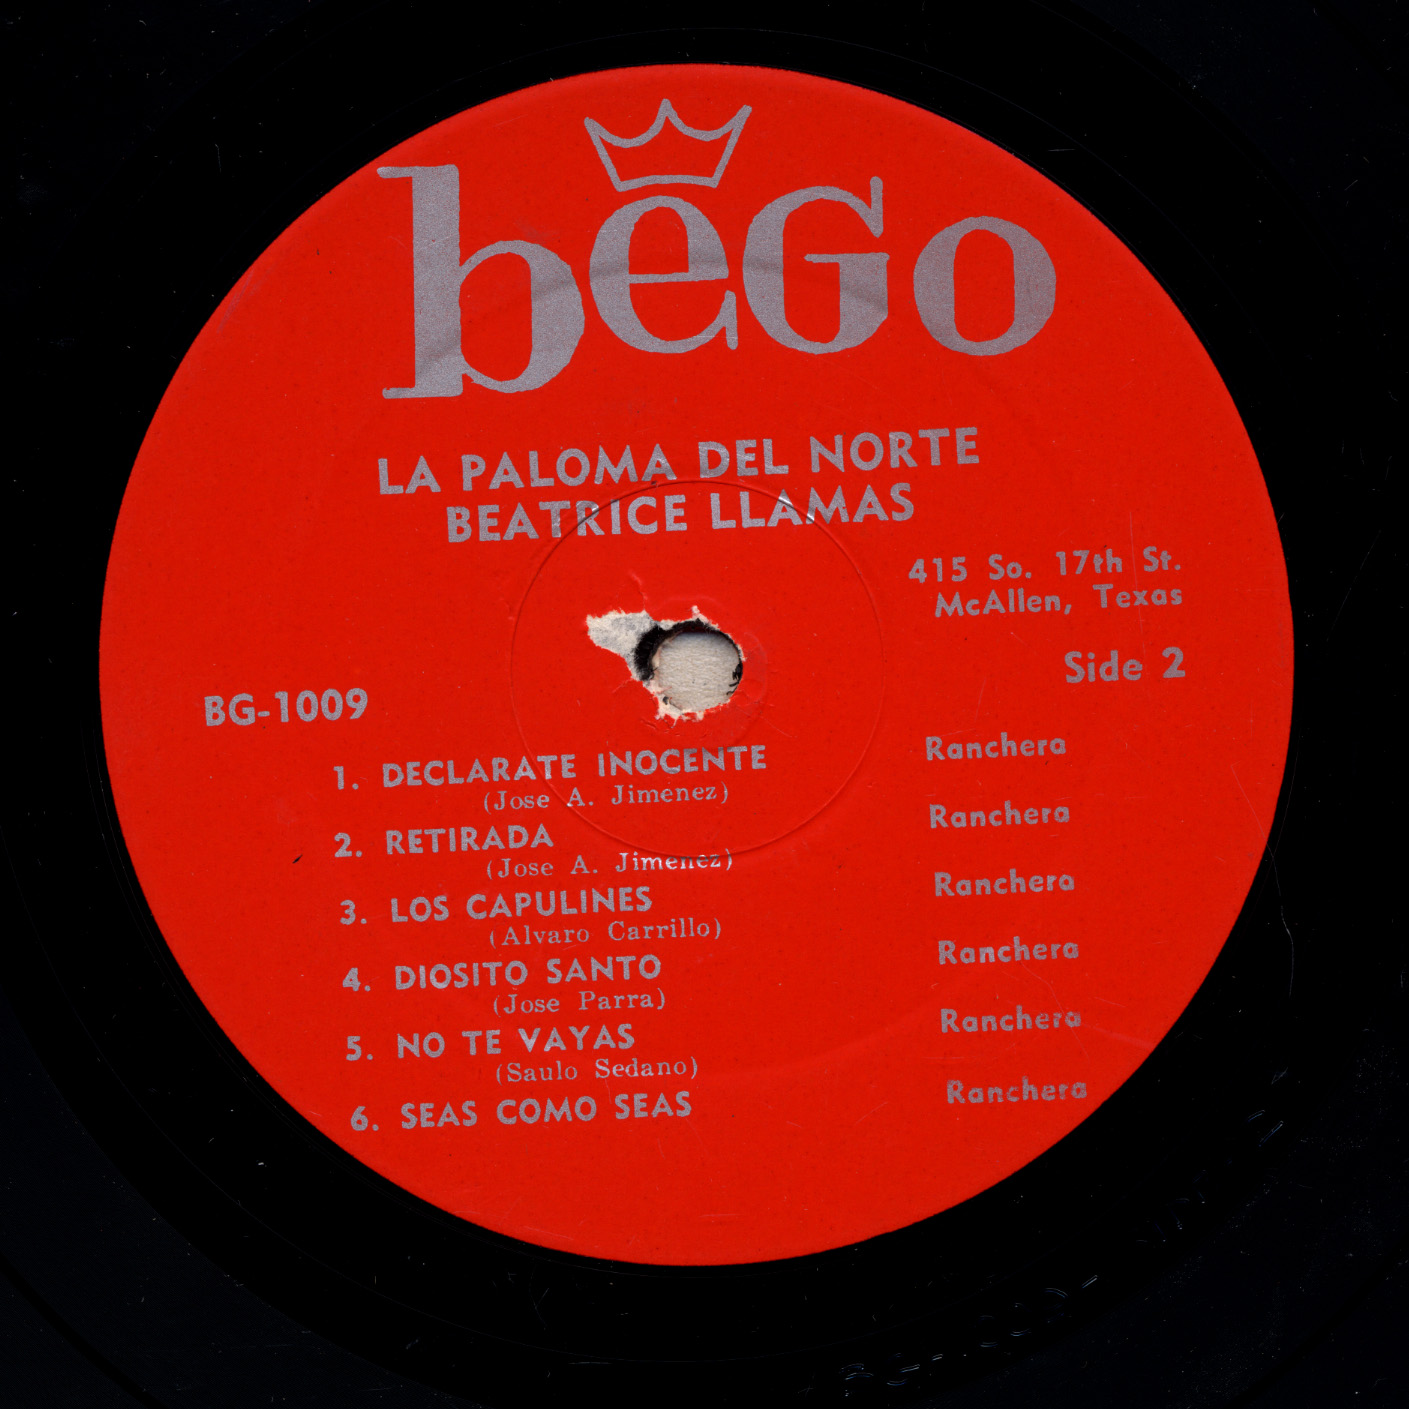 bèGo
LA PALOMA DEL NORTE
BEATRICE LLAMAS
415 So. 17th St.
McAllen, Texas
Side 2
BG-1009
1. DECLARATE INOCENTE Ranchera
(Jose A. Jimenez)
2. RETIRADA Ranchera
(Jose A. Jimenez)
3. LOS CAPULINES Ranchera
(Alvaro Carrillo)
4. DIOSITO SANTO Ranchera
(Jose Parra)
5. NO TE VAYAS Ranchera
(Saulo Sedano)
6. SEAS COMO SEAS Ranchera